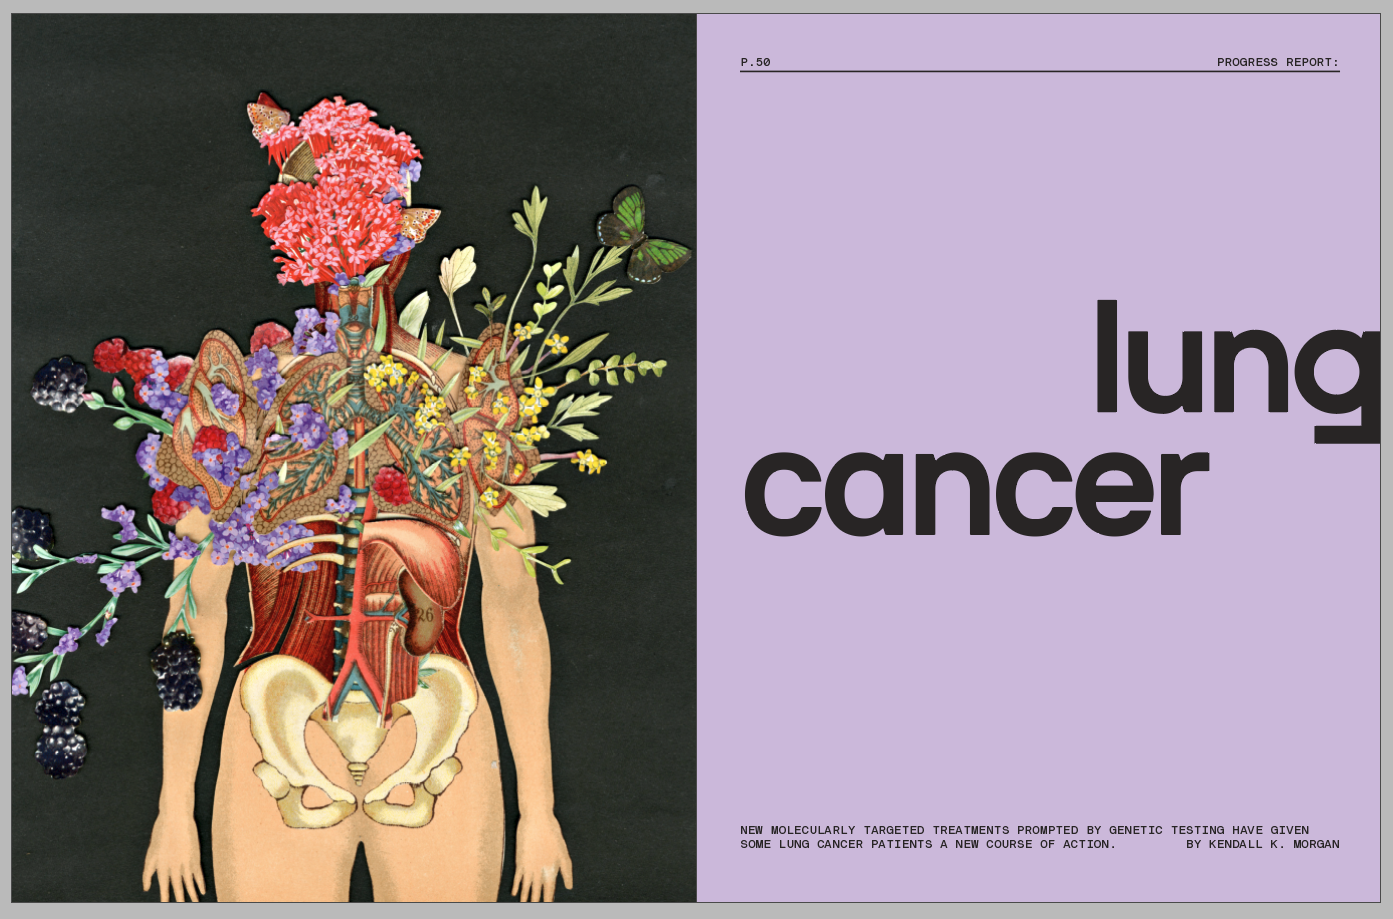 P.50 PROGRESS REPORT:
lung
cancer
26
NEW MOLECULARLY TARGETED TREATMENTS PROMPTED BY GENETIC TESTING HAVE GIVEN
SOME LUNG CANCER PATIENTS A NEW COURSE OF ACTION. BY KENDALL K. MORGAN